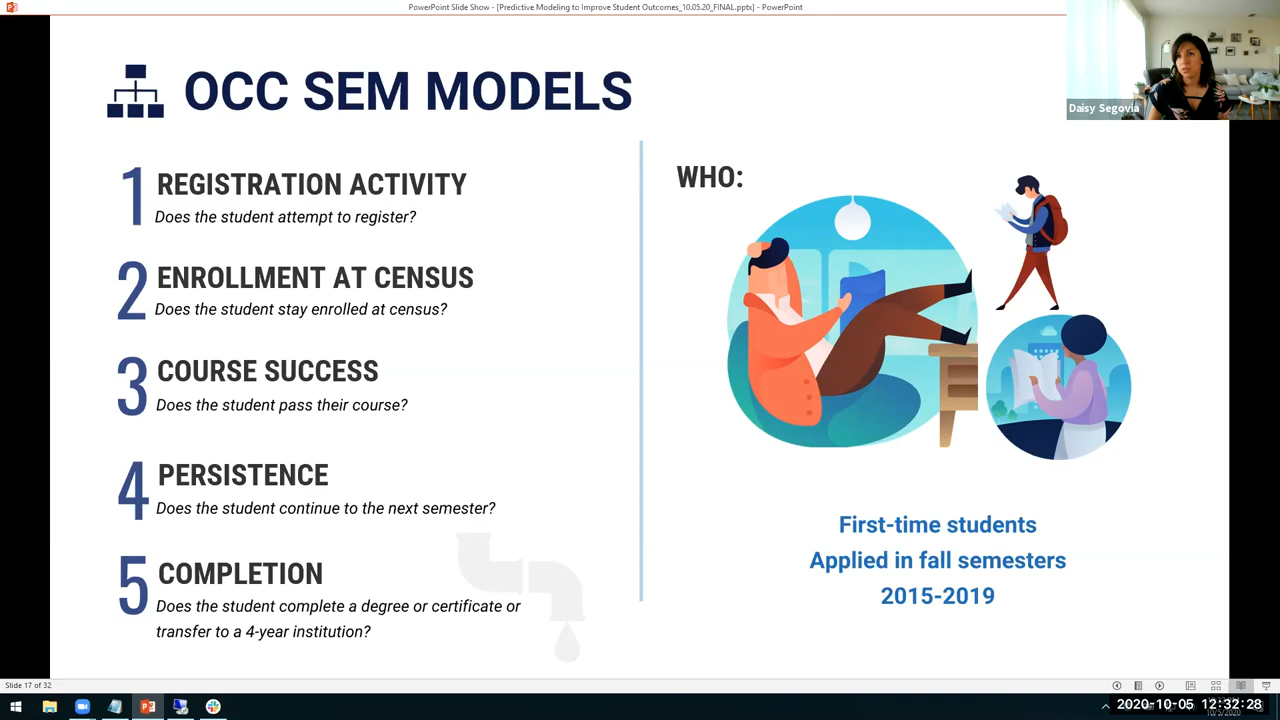 PowerPoint Slide Show - [Predictive Modeling to Improve Student Outcomes_10.05.20_FINAL.pptx] - PowerPoint
Daisy Segovia
OCC SEM MODELS
1 REGISTRATION ACTIVITY
Does the student attempt to register?
2 ENROLLMENT AT CENSUS
Does the student stay enrolled at census?
3 COURSE SUCCESS
Does the student pass their course?
4 PERSISTENCE
Does the student continue to the next semester?
5 COMPLETION
Does the student complete a degree or certificate or
transfer to a 4-year institution?
WHO:
First-time students
Applied in fall semesters
2015-2019
Slide 17 of 32
2020-10-05 12:32:28
10/5/2020